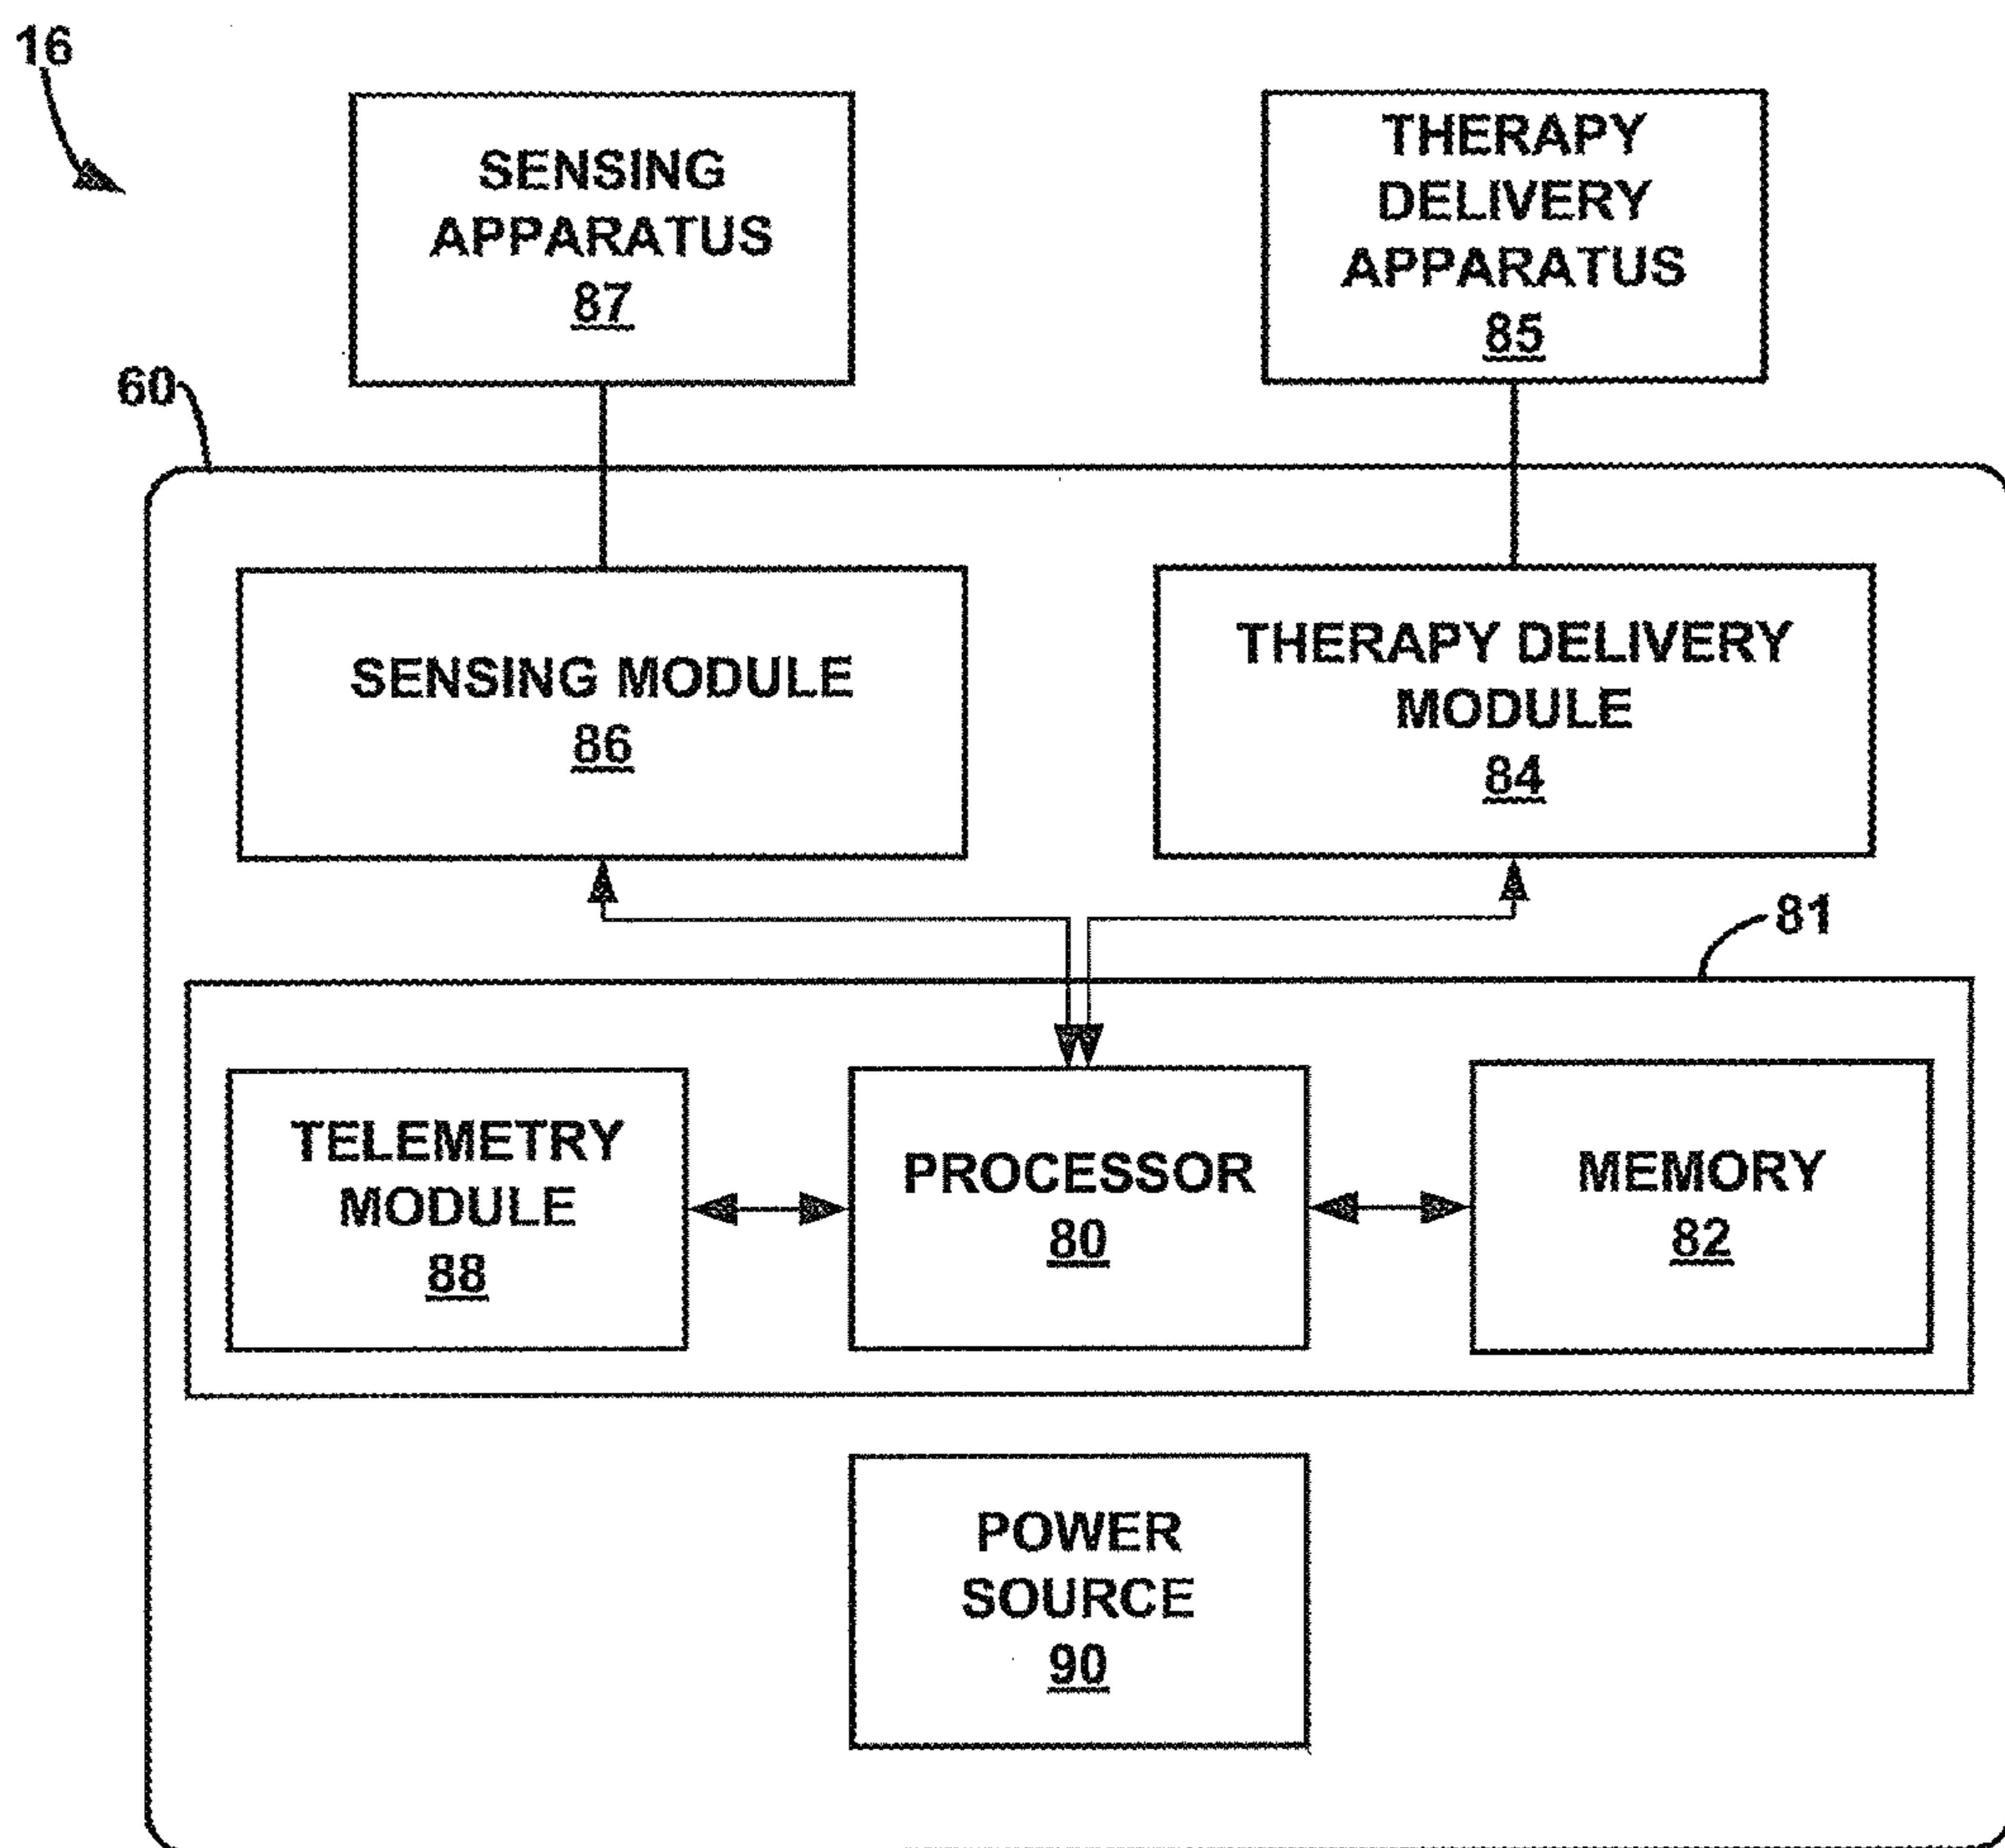 16
SENSING
APPARATUS
87
THERAPY
DELIVERY
APPARATUS
85
60
SENSING MODULE
86
THERAPY DELIVERY
MODULE
84
81
TELEMETRY
MODULE
88
PROCESSOR
80
MEMORY
82
POWER
SOURCE
90